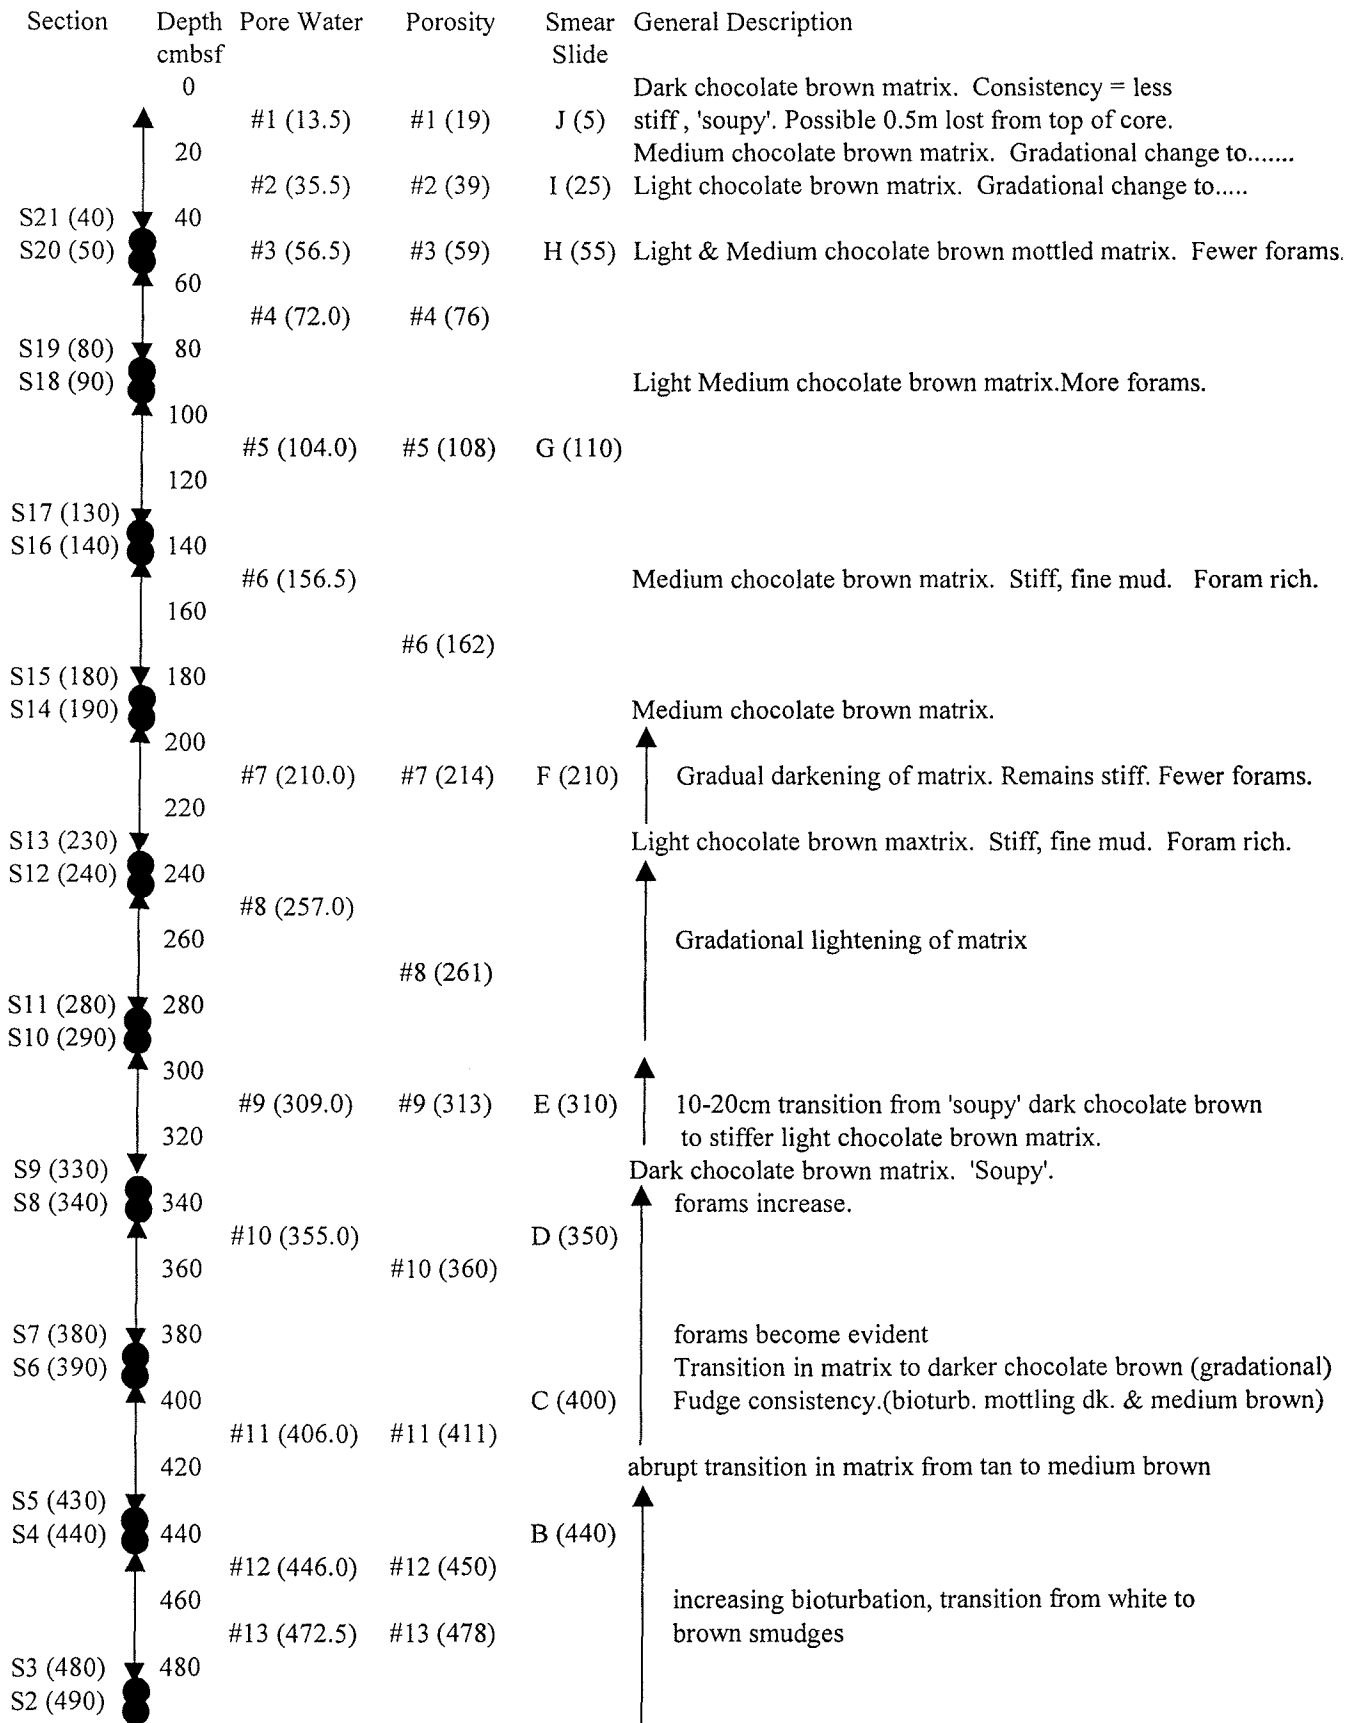 Section Depth Pore Water Porosity Smear General Description
cmbsf Slide
0 Dark chocolate brown matrix. Consistency = less
#1 (13.5) #1 (19) J (5) stiff , 'soupy'. Possible 0.5m lost from top of core.
20 Medium chocolate brown matrix. Gradational change to.......
#2 (35.5) #2 (39) I (25) Light chocolate brown matrix. Gradational change to.....
S21 (40) 40
S20 (50) #3 (56.5) #3 (59) H (55) Light & Medium chocolate brown mottled matrix. Fewer forams.
60
#4 (72.0) #4 (76)
S19 (80) 80
S18 (90) Light Medium chocolate brown matrix.More forams.
100
#5 (104.0) #5 (108) G (110)
120
S17 (130)
S16 (140) 140
#6 (156.5) Medium chocolate brown matrix. Stiff, fine mud. Foram rich.
160
#6 (162)
S15 (180) 180
S14 (190) Medium chocolate brown matrix.
200
#7 (210.0) #7 (214) F (210) Gradual darkening of matrix. Remains stiff. Fewer forams.
220
S13 (230) Light chocolate brown maxtrix. Stiff, fine mud. Foram rich.
S12 (240) 240
#8 (257.0)
260 Gradational lightening of matrix
#8 (261)
S11 (280) 280
S10 (290)
300
#9 (309.0) #9 (313) E (310) 10-20cm transition from 'soupy' dark chocolate brown
320 to stiffer light chocolate brown matrix.
S9 (330) Dark chocolate brown matrix. 'Soupy'.
S8 (340) 340 forams increase.
#10 (355.0) D (350)
360 #10 (360)
S7 (380) 380 forams become evident
S6 (390) Transition in matrix to darker chocolate brown (gradational)
400 C (400) Fudge consistency.(bioturb. mottling dk. & medium brown)
#11 (406.0) #11 (411)
420 abrupt transition in matrix from tan to medium brown
S5 (430)
S4 (440) 440 B (440)
#12 (446.0) #12 (450)
460 increasing bioturbation, transition from white to
#13 (472.5) #13 (478) brown smudges
S3 (480) 480
S2 (490)